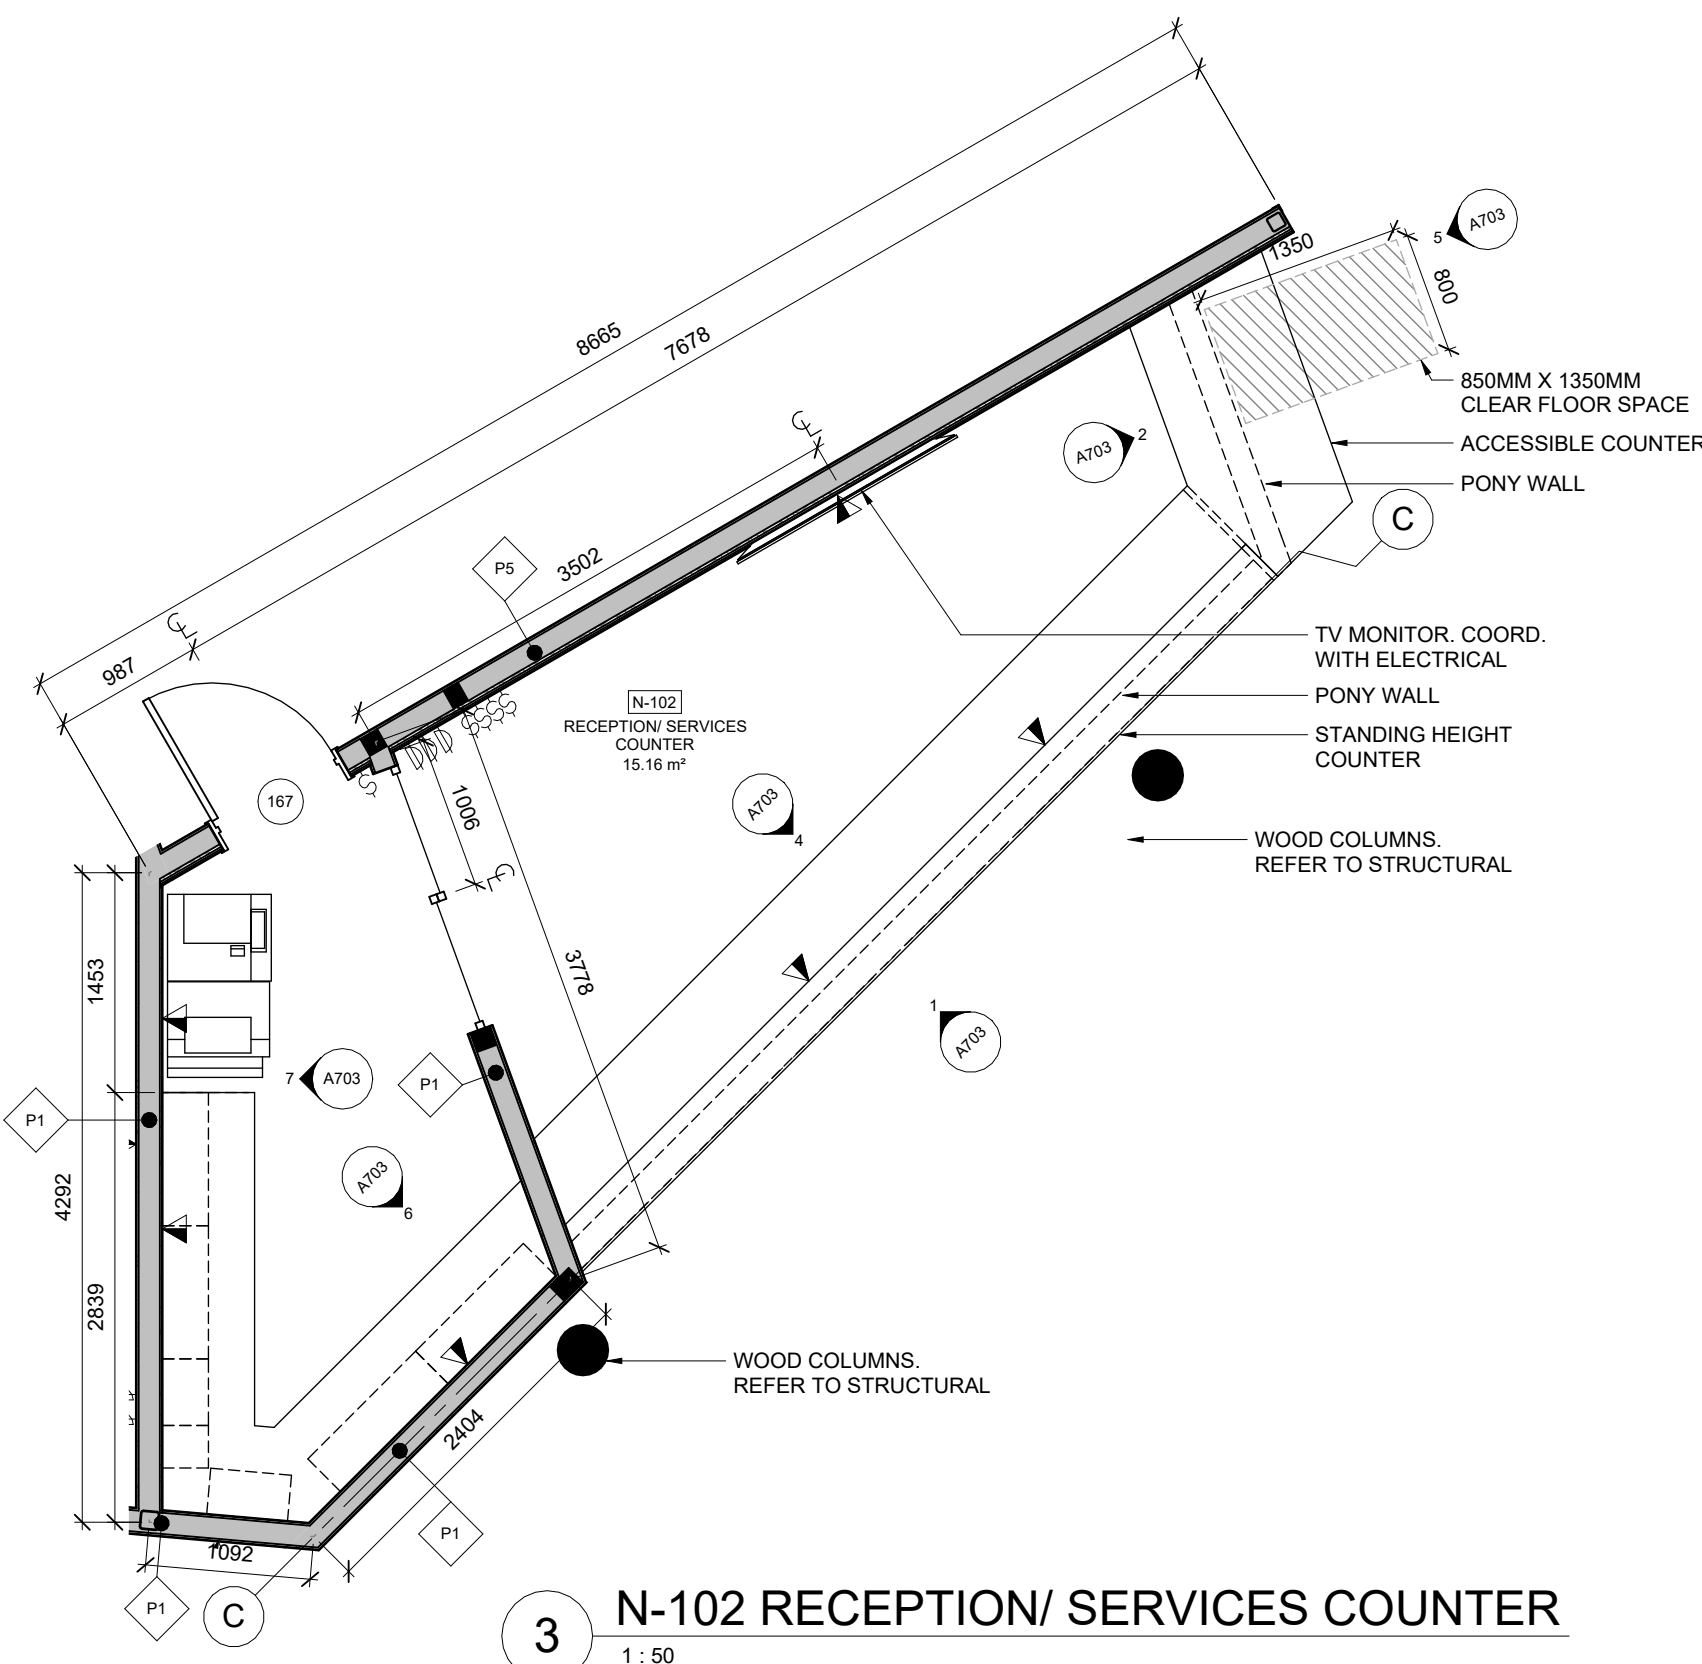 8665
7678
987
3502
1350
800
5
A703
850MM X 1350MM
CLEAR FLOOR SPACE
ACCESSIBLE COUNTER
PONY WALL
C
A703
2
P5
TV MONITOR. COORD.
WITH ELECTRICAL
PONY WALL
STANDING HEIGHT
COUNTER
N-102
RECEPTION/ SERVICES
COUNTER
15.16 m²
S
DDD
SSSS
167
1006
A703
4
WOOD COLUMNS.
REFER TO STRUCTURAL
1453
3778
1
A703
7
A703
P1
P1
A703
6
4292
2839
WOOD COLUMNS.
REFER TO STRUCTURAL
2404
P1
1092
P1
C
3
N-102 RECEPTION/ SERVICES COUNTER
1 : 50